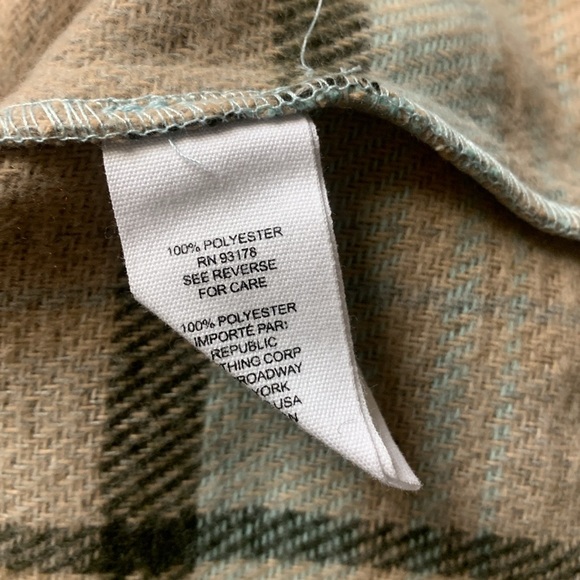 100% POLYESTER
RN 93178
SEE REVERSE
FOR CARE
100% POLYESTER
IMPORTÉ PAR:
REPUBLIC
THING CORP
ROADWAY
YORK
USA
N